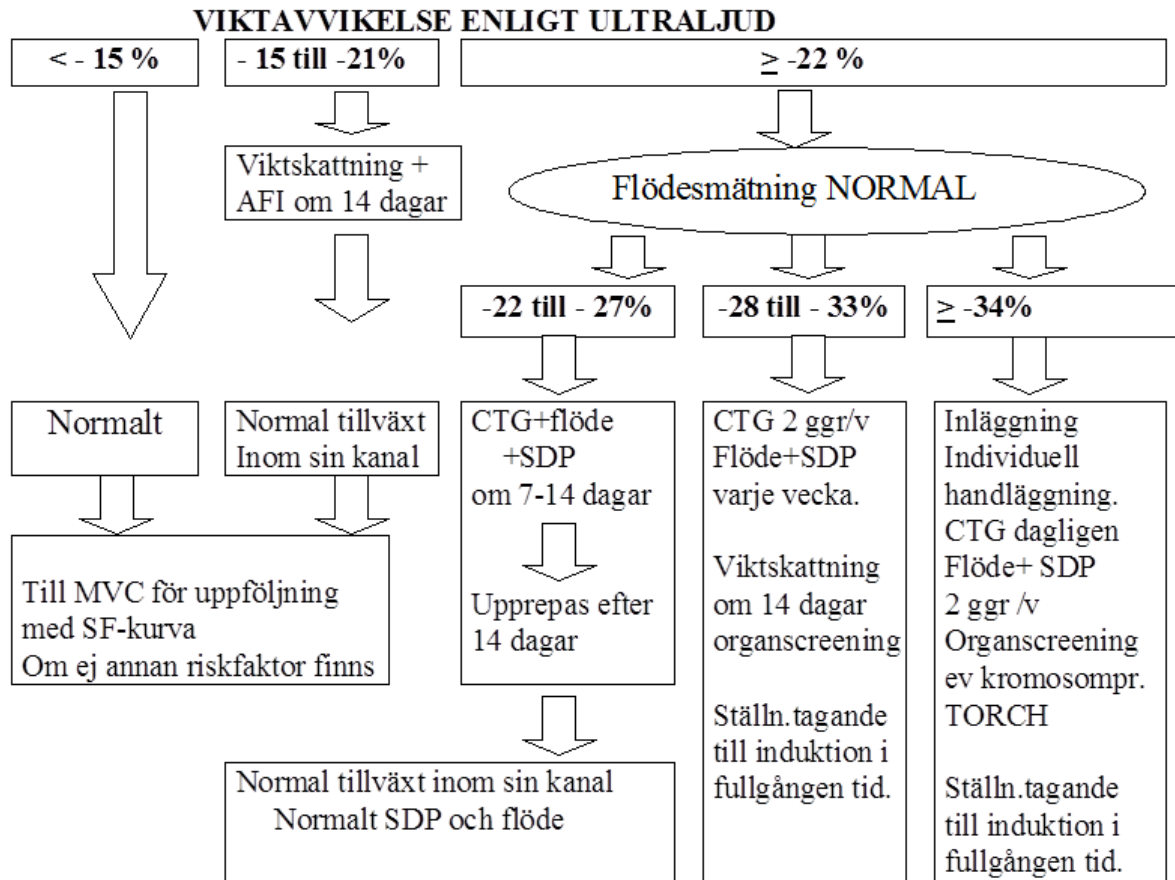 VIKTAVVIKELSE ENLIGT ULTRALJUD
< - 15 %
- 15 till -21%
≥ -22 %
Viktskattning +
AFI om 14 dagar
Flödesmätning NORMAL
-22 till - 27%
-28 till - 33%
≥ -34%
Normalt
Normal tillväxt
Inom sin kanal
CTG+flöde
+SDP
om 7-14 dagar
Upprepas efter
14 dagar
CTG 2 ggr/v
Flöde+SDP
varje vecka.
Viktskattning
om 14 dagar
organscreening
Ställn.tagande
till induktion i
fullgången tid.
Inläggning
Individuell
handläggning.
CTG dagligen
Flöde+ SDP
2 ggr /v
Organscreening
ev kromosompr.
TORCH
Ställn.tagande
till induktion i
fullgången tid.
Till MVC för uppföljning
med SF-kurva
Om ej annan riskfaktor finns
Normal tillväxt inom sin kanal
Normalt SDP och flöde